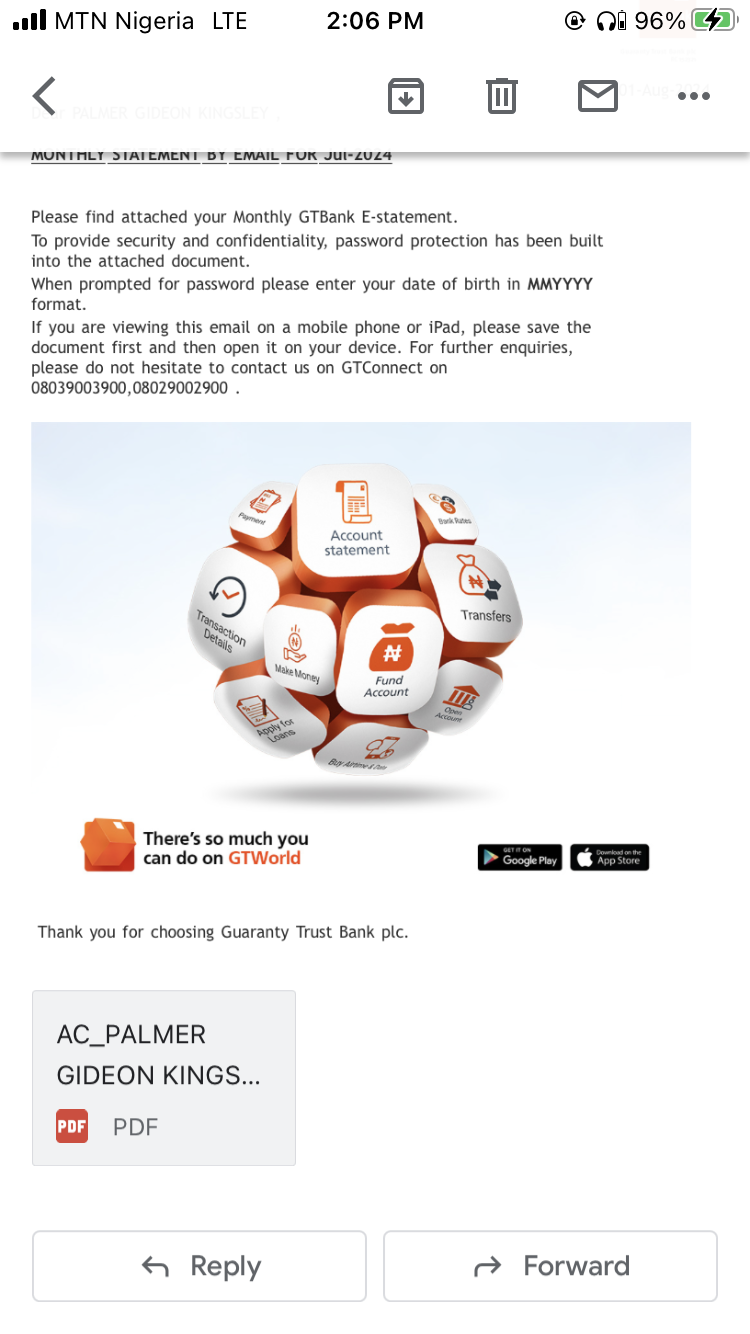 MTN Nigeria LTE 2:06 PM 96%
01-Aug-2024
Dear PALMER GIDEON KINGSLEY ,
MONTHLY STATEMENT BY EMAIL FOR Jul-2024
Please find attached your Monthly GTBank E-statement.
To provide security and confidentiality, password protection has been built
into the attached document.
When prompted for password please enter your date of birth in MMYYYY
format.
If you are viewing this email on a mobile phone or iPad, please save the
document first and then open it on your device. For further enquiries,
please do not hesitate to contact us on GTConnect on
08039003900,08029002900 .
Payment
Account
statement
Bank Rates
Transaction
Details
Transfers
Make Money
Fund
Account
Apply for
Loans
Open
Account
Buy Airtime & Data
There's so much you
can do on GTWorld
GET IT ON
Google Play
Download on the
App Store
Thank you for choosing Guaranty Trust Bank plc.
AC_PALMER
GIDEON KINGS...
PDF PDF
Reply
Forward